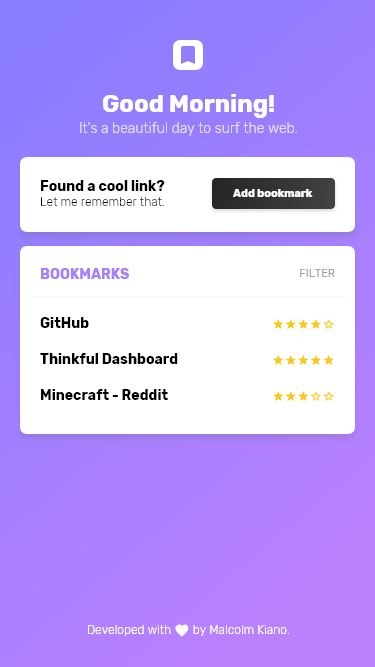 Good Morning!
It's a beautiful day to surf the web.
Found a cool link?
Let me remember that.
Add bookmark
BOOKMARKS
FILTER
GitHub
Thinkful Dashboard
Minecraft - Reddit
Developed with by Malcolm Kiano.